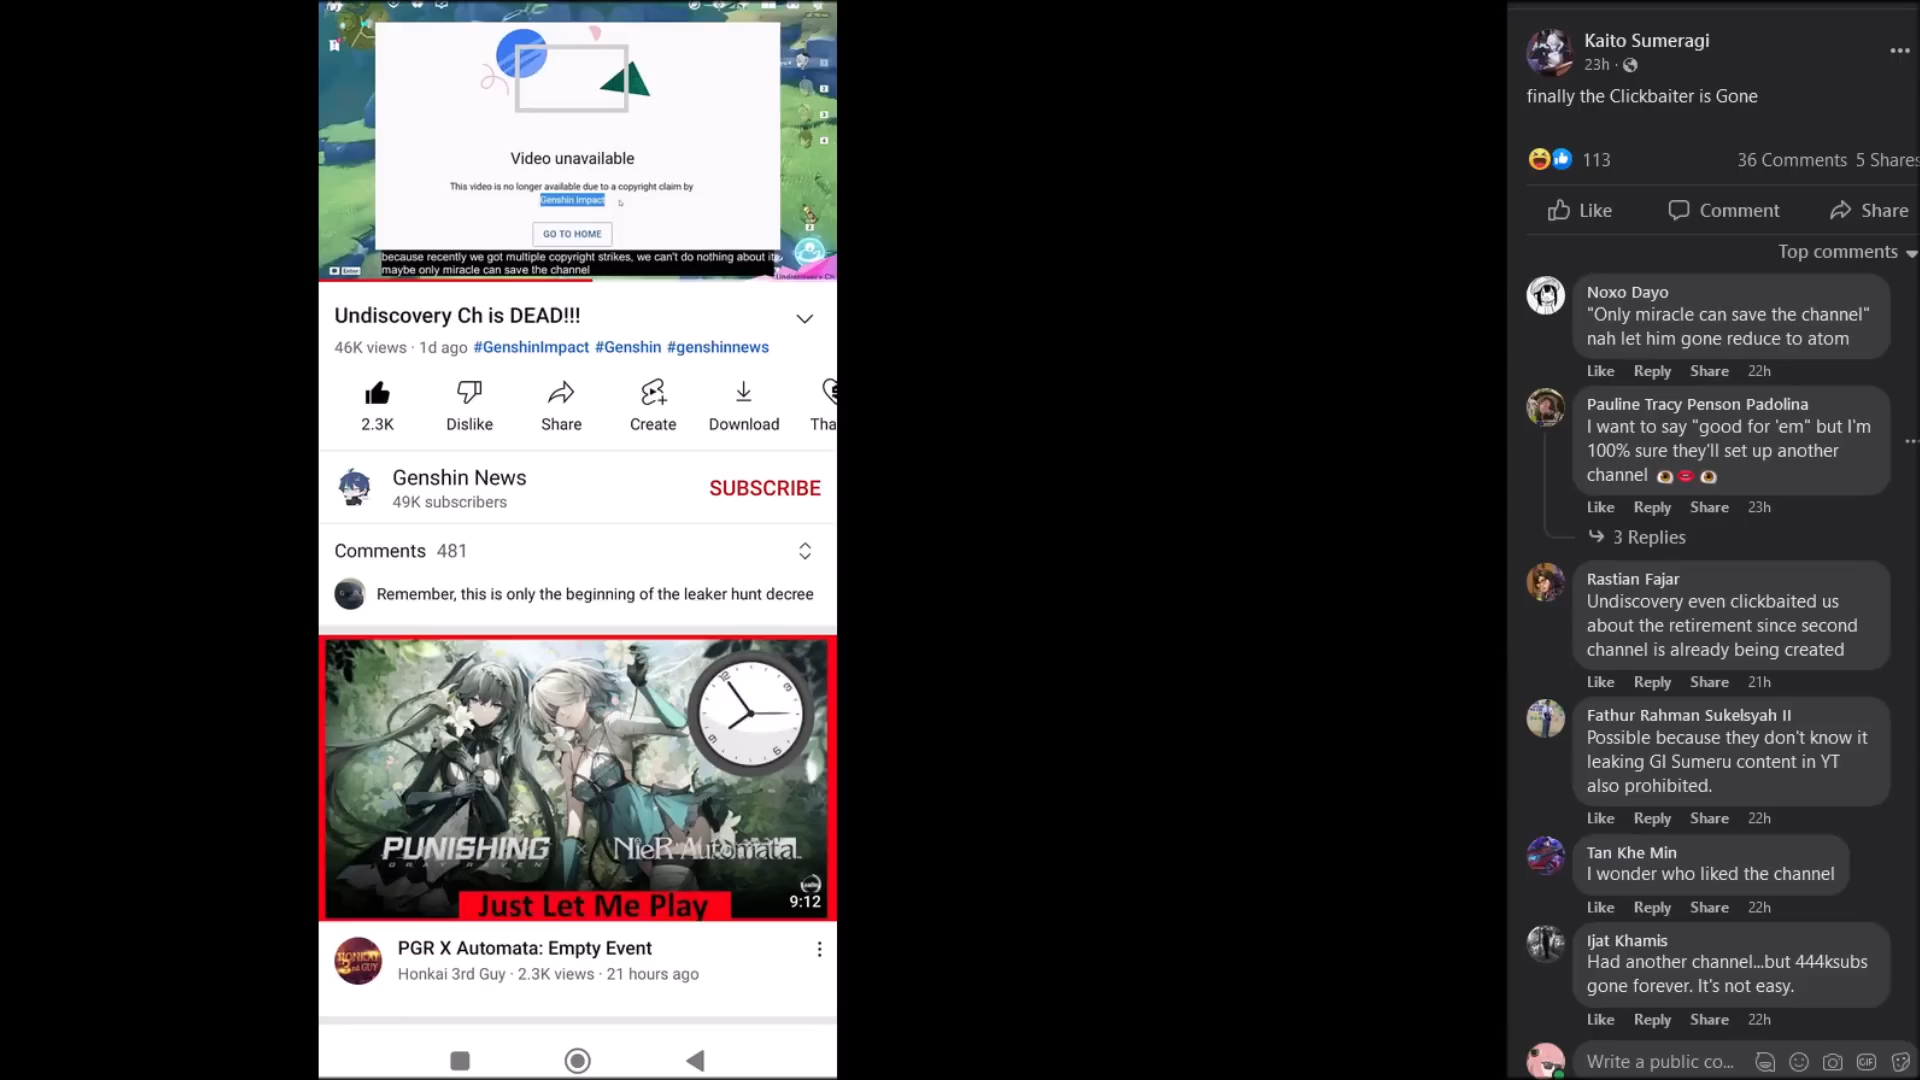 Video unavailable
This video is no longer available due to a copyright claim by
Genshin Impact
GO TO HOME
because recently we got multiple copyright strikes, we can't do nothing about it,
maybe only miracle can save the channel
Enter
Undiscovery Ch is DEAD!!!
46K views · 1d ago #GenshinImpact #Genshin #genshinnews
2.3K Dislike Share Create Download Tha
Genshin News
49K subscribers
SUBSCRIBE
Comments 481
Remember, this is only the beginning of the leaker hunt decree
12
PUNISHING
GRAY RAVEN
NieR:Automata
9:12
Just Let Me Play
HONKAI
3rd GUY
PGR X Automata: Empty Event
Honkai 3rd Guy · 2.3K views · 21 hours ago
Kaito Sumeragi
23h ·
finally the Clickbaiter is Gone
113
36 Comments 5 Shares
Like Comment Share
Top comments
Noxo Dayo
"Only miracle can save the channel"
nah let him gone reduce to atom
Like Reply Share 22h
Pauline Tracy Penson Padolina
I want to say "good for 'em" but I'm
100% sure they'll set up another
channel 👁️👄👁️
Like Reply Share 23h
3 Replies
Rastian Fajar
Undiscovery even clickbaited us
about the retirement since second
channel is already being created
Like Reply Share 21h
Fathur Rahman Sukelsyah II
Possible because they don't know it
leaking GI Sumeru content in YT
also prohibited.
Like Reply Share 22h
Tan Khe Min
I wonder who liked the channel
Like Reply Share 22h
Ijat Khamis
Had another channel...but 444ksubs
gone forever. It's not easy.
Like Reply Share 22h
Write a public co...
GIF